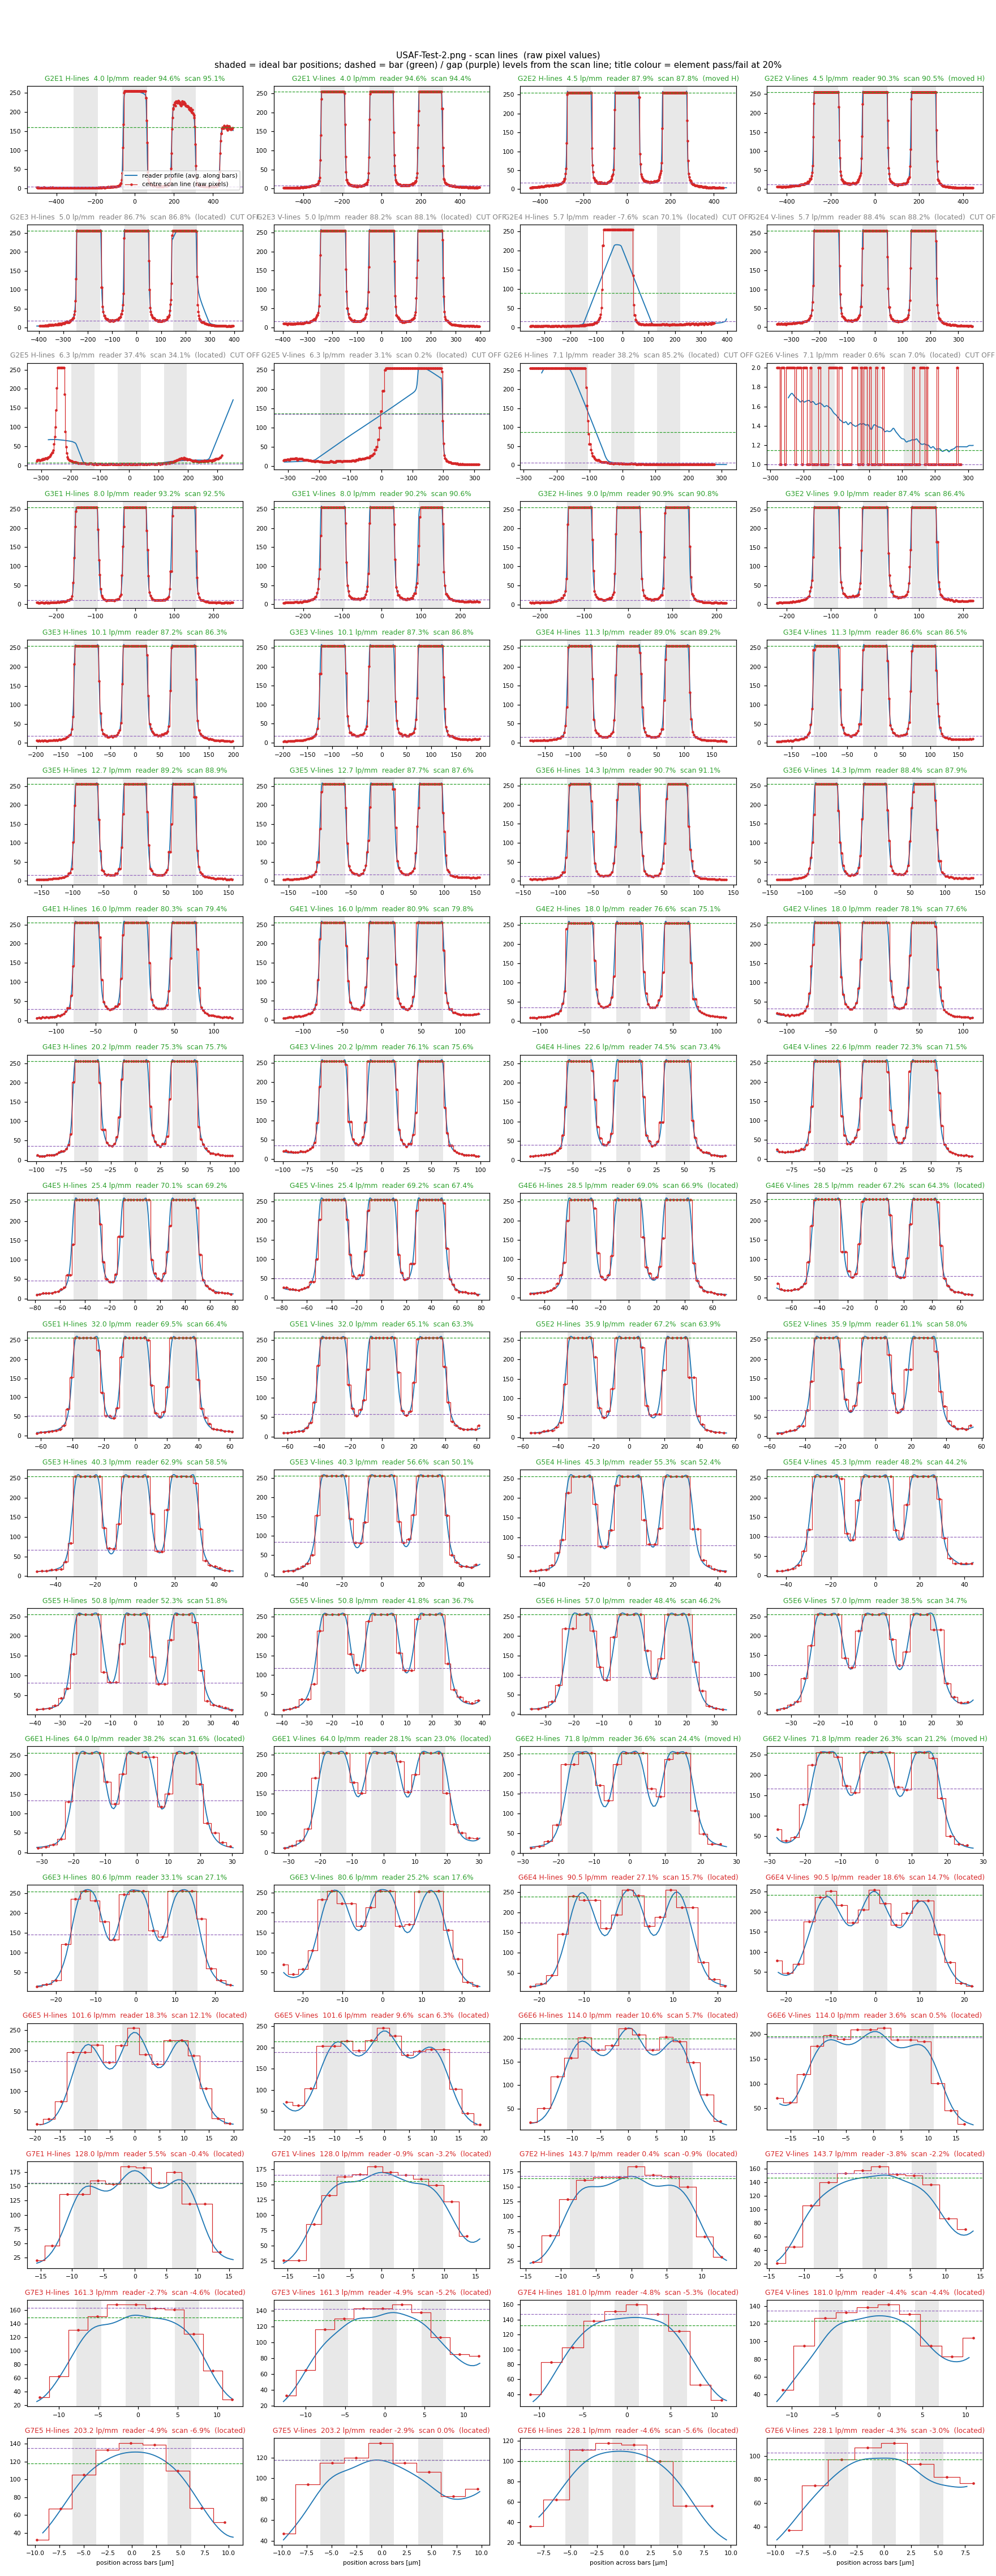 USAF-Test-2.png - scan lines  (raw pixel values)
shaded = ideal bar positions; dashed = bar (green) / gap (purple) levels from the scan line; title colour = element pass/fail at 20%
G2E1 H-lines  4.0 lp/mm  reader 94.6%  scan 95.1%
G2E1 V-lines  4.0 lp/mm  reader 94.6%  scan 94.4%
G2E2 H-lines  4.5 lp/mm  reader 87.9%  scan 87.8%  (moved H)
G2E2 V-lines  4.5 lp/mm  reader 90.3%  scan 90.5%  (moved H)
reader profile (avg. along bars)
centre scan line (raw pixels)
G2E3 H-lines  5.0 lp/mm  reader 86.7%  scan 86.8%  (located)  CUT OF
G2E3 V-lines  5.0 lp/mm  reader 88.2%  scan 88.1%  (located)  CUT OF
G2E4 H-lines  5.7 lp/mm  reader -7.6%  scan 70.1%  (located)  CUT OF
G2E4 V-lines  5.7 lp/mm  reader 88.4%  scan 88.2%  (located)  CUT OF
G2E5 H-lines  6.3 lp/mm  reader 37.4%  scan 34.1%  (located)  CUT OFF
G2E5 V-lines  6.3 lp/mm  reader 3.1%  scan 0.2%  (located)  CUT OFF
G2E6 H-lines  7.1 lp/mm  reader 38.2%  scan 85.2%  (located)  CUT OFF
G2E6 V-lines  7.1 lp/mm  reader 0.6%  scan 7.0%  (located)  CUT OFF
G3E1 H-lines  8.0 lp/mm  reader 93.2%  scan 92.5%
G3E1 V-lines  8.0 lp/mm  reader 90.2%  scan 90.6%
G3E2 H-lines  9.0 lp/mm  reader 90.9%  scan 90.8%
G3E2 V-lines  9.0 lp/mm  reader 87.4%  scan 86.4%
G3E3 H-lines  10.1 lp/mm  reader 87.2%  scan 86.3%
G3E3 V-lines  10.1 lp/mm  reader 87.3%  scan 86.8%
G3E4 H-lines  11.3 lp/mm  reader 89.0%  scan 89.2%
G3E4 V-lines  11.3 lp/mm  reader 86.6%  scan 86.5%
G3E5 H-lines  12.7 lp/mm  reader 89.2%  scan 88.9%
G3E5 V-lines  12.7 lp/mm  reader 87.7%  scan 87.6%
G3E6 H-lines  14.3 lp/mm  reader 90.7%  scan 91.1%
G3E6 V-lines  14.3 lp/mm  reader 88.4%  scan 87.9%
G4E1 H-lines  16.0 lp/mm  reader 80.3%  scan 79.4%
G4E1 V-lines  16.0 lp/mm  reader 80.9%  scan 79.8%
G4E2 H-lines  18.0 lp/mm  reader 76.6%  scan 75.1%
G4E2 V-lines  18.0 lp/mm  reader 78.1%  scan 77.6%
G4E3 H-lines  20.2 lp/mm  reader 75.3%  scan 75.7%
G4E3 V-lines  20.2 lp/mm  reader 76.1%  scan 75.6%
G4E4 H-lines  22.6 lp/mm  reader 74.5%  scan 73.4%
G4E4 V-lines  22.6 lp/mm  reader 72.3%  scan 71.5%
G4E5 H-lines  25.4 lp/mm  reader 70.1%  scan 69.2%
G4E5 V-lines  25.4 lp/mm  reader 69.2%  scan 67.4%
G4E6 H-lines  28.5 lp/mm  reader 69.0%  scan 66.9%  (located)
G4E6 V-lines  28.5 lp/mm  reader 67.2%  scan 64.3%  (located)
G5E1 H-lines  32.0 lp/mm  reader 69.5%  scan 66.4%
G5E1 V-lines  32.0 lp/mm  reader 65.1%  scan 63.3%
G5E2 H-lines  35.9 lp/mm  reader 67.2%  scan 63.9%
G5E2 V-lines  35.9 lp/mm  reader 61.1%  scan 58.0%
G5E3 H-lines  40.3 lp/mm  reader 62.9%  scan 58.5%
G5E3 V-lines  40.3 lp/mm  reader 56.6%  scan 50.1%
G5E4 H-lines  45.3 lp/mm  reader 55.3%  scan 52.4%
G5E4 V-lines  45.3 lp/mm  reader 48.2%  scan 44.2%
G5E5 H-lines  50.8 lp/mm  reader 52.3%  scan 51.8%
G5E5 V-lines  50.8 lp/mm  reader 41.8%  scan 36.7%
G5E6 H-lines  57.0 lp/mm  reader 48.4%  scan 46.2%
G5E6 V-lines  57.0 lp/mm  reader 38.5%  scan 34.7%
G6E1 H-lines  64.0 lp/mm  reader 38.2%  scan 31.6%  (located)
G6E1 V-lines  64.0 lp/mm  reader 28.1%  scan 23.0%  (located)
G6E2 H-lines  71.8 lp/mm  reader 36.6%  scan 24.4%  (moved H)
G6E2 V-lines  71.8 lp/mm  reader 26.3%  scan 21.2%  (moved H)
G6E3 H-lines  80.6 lp/mm  reader 33.1%  scan 27.1%
G6E3 V-lines  80.6 lp/mm  reader 25.2%  scan 17.6%
G6E4 H-lines  90.5 lp/mm  reader 27.1%  scan 15.7%  (located)
G6E4 V-lines  90.5 lp/mm  reader 18.6%  scan 14.7%  (located)
G6E5 H-lines  101.6 lp/mm  reader 18.3%  scan 12.1%  (located)
G6E5 V-lines  101.6 lp/mm  reader 9.6%  scan 6.3%  (located)
G6E6 H-lines  114.0 lp/mm  reader 10.6%  scan 5.7%  (located)
G6E6 V-lines  114.0 lp/mm  reader 3.6%  scan 0.5%  (located)
G7E1 H-lines  128.0 lp/mm  reader 5.5%  scan -0.4%  (located)
G7E1 V-lines  128.0 lp/mm  reader -0.9%  scan -3.2%  (located)
G7E2 H-lines  143.7 lp/mm  reader 0.4%  scan -0.9%  (located)
G7E2 V-lines  143.7 lp/mm  reader -3.8%  scan -2.2%  (located)
G7E3 H-lines  161.3 lp/mm  reader -2.7%  scan -4.6%  (located)
G7E3 V-lines  161.3 lp/mm  reader -4.9%  scan -5.2%  (located)
G7E4 H-lines  181.0 lp/mm  reader -4.8%  scan -5.3%  (located)
G7E4 V-lines  181.0 lp/mm  reader -4.4%  scan -4.4%  (located)
G7E5 H-lines  203.2 lp/mm  reader -4.9%  scan -6.9%  (located)
G7E5 V-lines  203.2 lp/mm  reader -2.9%  scan 0.0%  (located)
G7E6 H-lines  228.1 lp/mm  reader -4.6%  scan -5.6%  (located)
G7E6 V-lines  228.1 lp/mm  reader -4.3%  scan -3.0%  (located)
position across bars [µm]
position across bars [µm]
position across bars [µm]
position across bars [µm]